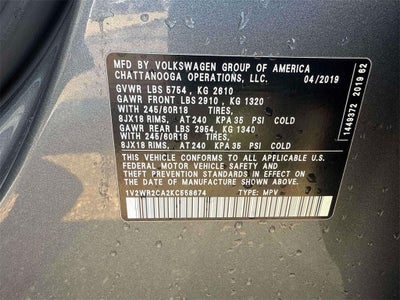 MFD BY VOLKSWAGEN GROUP OF AMERICA
CHATTANOOGA OPERATIONS, LLC. 04/2019
GVWR LBS 5754 , KG 2610
GAWR FRONT LBS 2910 , KG 1320
WITH 245/60R18 TIRES,
8JX18 RIMS, AT 240 KPA 35 PSI COLD
GAWR REAR LBS 2954, KG 1340
WITH 245/60R18 TIRES,
8JX18 RIMS, AT 240 KPA 35 PSI COLD
THIS VEHICLE CONFORMS TO ALL APPLICABLE U.S.
FEDERAL MOTOR VEHICLE SAFETY AND
THEFT PREVENTION STANDARDS IN EFFECT ON THE
DATE OF MANUFACTURE SHOWN ABOVE.
1V2WR2CA2KC558674 TYPE: MPV
1449372 2019 62